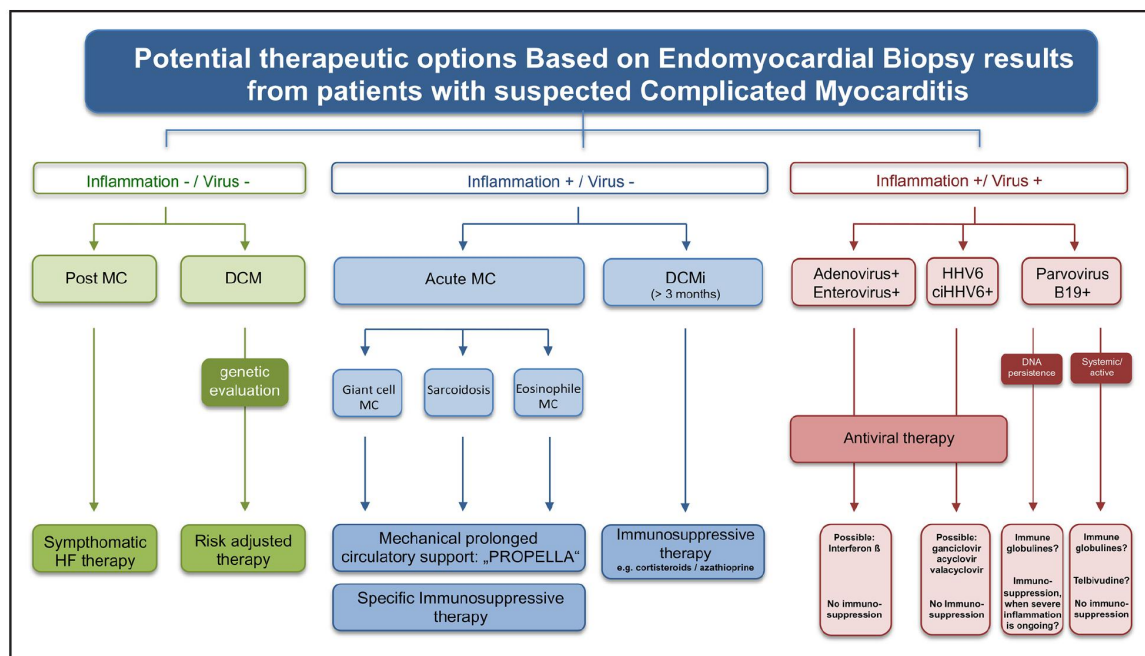 Potential therapeutic options Based on Endomyocardial Biopsy results
from patients with suspected Complicated Myocarditis
Inflammation - / Virus -
Inflammation + / Virus -
Inflammation +/ Virus +
Post MC
DCM
Acute MC
DCMi
(> 3 months)
Adenovirus+
Enterovirus+
HHV6
ciHHV6+
Parvovirus
B19+
genetic
evaluation
Giant cell
MC
Sarcoidosis
Eosinophile
MC
DNA
persistence
Systemic/
active
Antiviral therapy
Sympthomatic
HF therapy
Risk adjusted
therapy
Mechanical prolonged
circulatory support: „PROPELLA“
Specific Immunosuppressive
therapy
Immunosuppressive
therapy
e.g. cortisteroids / azathioprine
Possible:
Interferon ß
No immuno-
suppression
Possible:
ganciclovir
acyclovir
valacyclovir
No Immuno-
suppression
Immune
globulines?
Immuno-
suppression,
when severe
inflammation
is ongoing?
Immune
globulines?
Telbivudine?
No immuno-
suppression